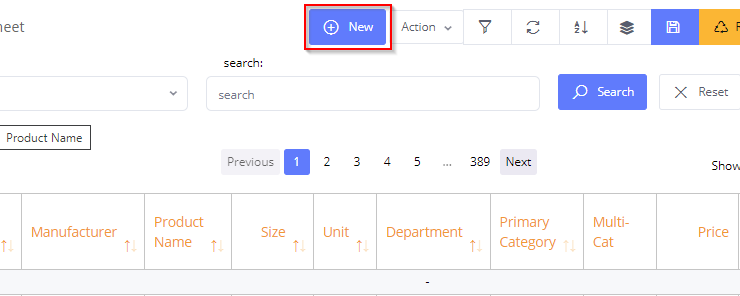 heet
New
Action
search:
search
Search
Reset
Product Name
Previous 1 2 3 4 5 ... 389 Next
Show
Manufacturer
Product
Name
Size
Unit
Department
Primary
Category
Multi-
Cat
Price
-